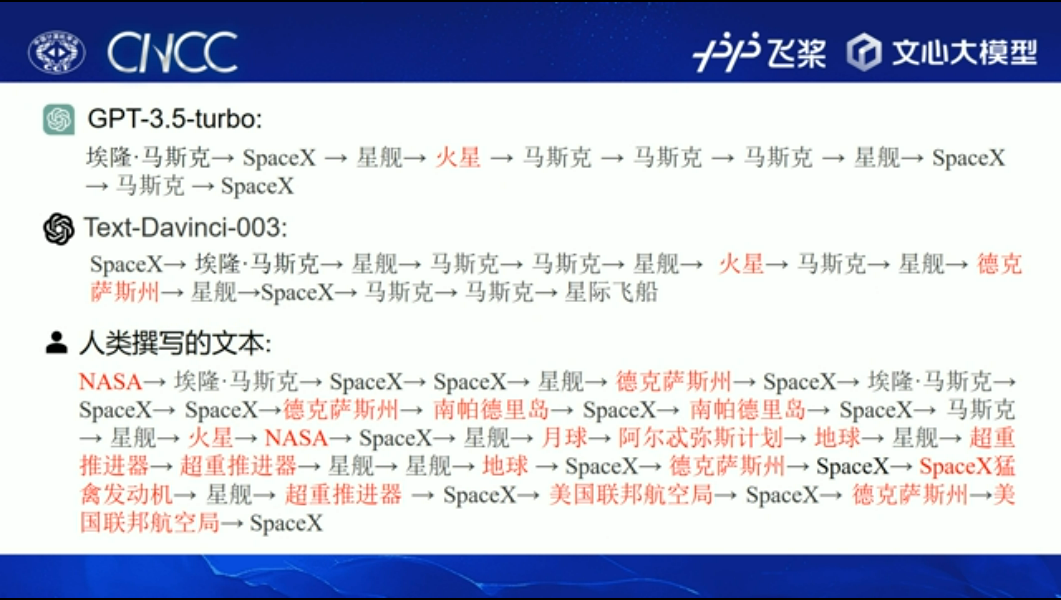 CNCC
飞桨
文心大模型
GPT-3.5-turbo:
埃隆·马斯克→ SpaceX → 星舰→ 火星 → 马斯克 → 马斯克 → 马斯克 → 星舰→ SpaceX
→ 马斯克 → SpaceX
Text-Davinci-003:
SpaceX→ 埃隆·马斯克→ 星舰→ 马斯克→ 马斯克→ 星舰→ 火星→ 马斯克→ 星舰→ 德克
萨斯州→ 星舰→SpaceX→ 马斯克→ 马斯克→ 星际飞船
人类撰写的文本:
NASA→ 埃隆·马斯克→ SpaceX→ SpaceX→ 星舰→ 德克萨斯州→ SpaceX→ 埃隆·马斯克→
SpaceX→ SpaceX→德克萨斯州→ 南帕德里岛→ SpaceX→ 南帕德里岛→ SpaceX→ 马斯克
→ 星舰→ 火星→ NASA→ SpaceX→ 星舰→ 月球→ 阿尔忒弥斯计划→ 地球→ 星舰→ 超重
推进器→ 超重推进器→ 星舰→ 星舰→ 地球 → SpaceX→ 德克萨斯州→ SpaceX→ SpaceX猛
禽发动机→ 星舰→ 超重推进器 → SpaceX→ 美国联邦航空局→ SpaceX→ 德克萨斯州→美
国联邦航空局→ SpaceX